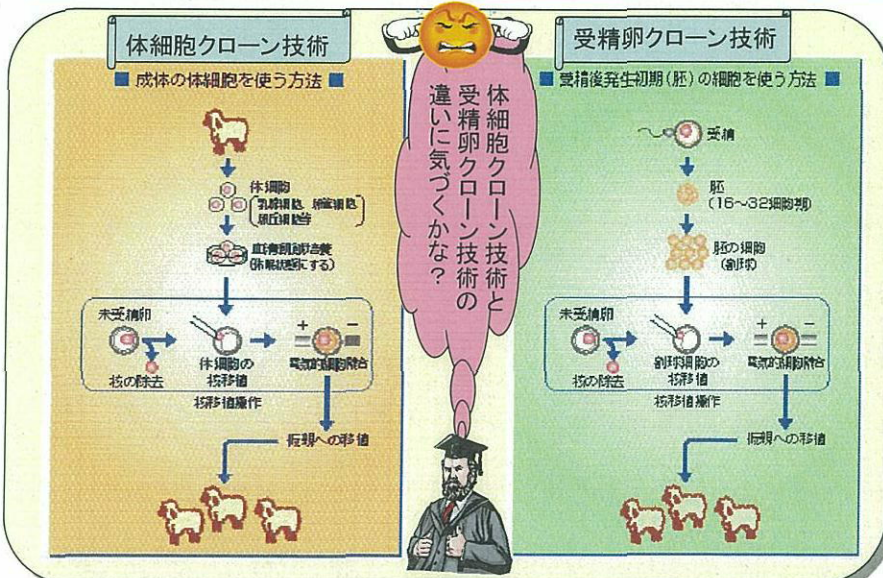 体細胞クローン技術
■ 成体の体細胞を使う方法 ■
体細胞
乳腺細胞、卵管細胞
卵丘細胞等
血清飢餓培養
(休眠状態にする)
未受精卵
核の除去
体細胞の
核移植
+
−
電気的細胞融合
核移植操作
仮親への移植
体細胞クローン技術と
受精卵クローン技術の
違いに気づくかな？
受精卵クローン技術
■ 受精後発生初期(胚)の細胞を使う方法 ■
受精
胚
(16〜32細胞期)
胚の細胞
(割球)
未受精卵
核の除去
割球細胞の
核移植
+
−
電気的細胞融合
核移植操作
仮親への移植